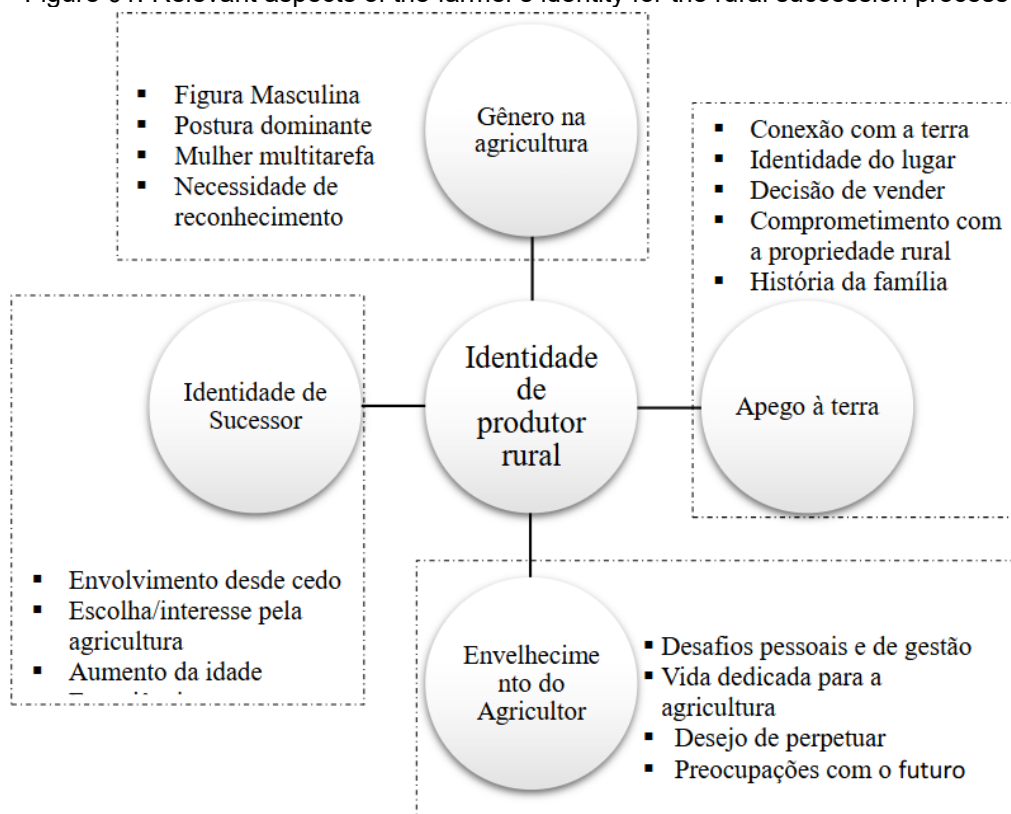 Figure 01: Relevant aspects of the farmer's identity for the rural succession process
▪ Figura Masculina
▪ Postura dominante
▪ Mulher multitarefa
▪ Necessidade de
reconhecimento
Gênero na
agricultura
▪ Conexão com a terra
▪ Identidade do lugar
▪ Decisão de vender
▪ Comprometimento com
a propriedade rural
▪ História da família
Identidade de
Sucessor
Identidade
de
produtor
rural
Apego à terra
▪ Envolvimento desde cedo
▪ Escolha/interesse pela
agricultura
▪ Aumento da idade
Envelhecime
nto do
Agricultor
▪ Desafios pessoais e de gestão
▪ Vida dedicada para a
agricultura
▪ Desejo de perpetuar
▪ Preocupações com o futuro